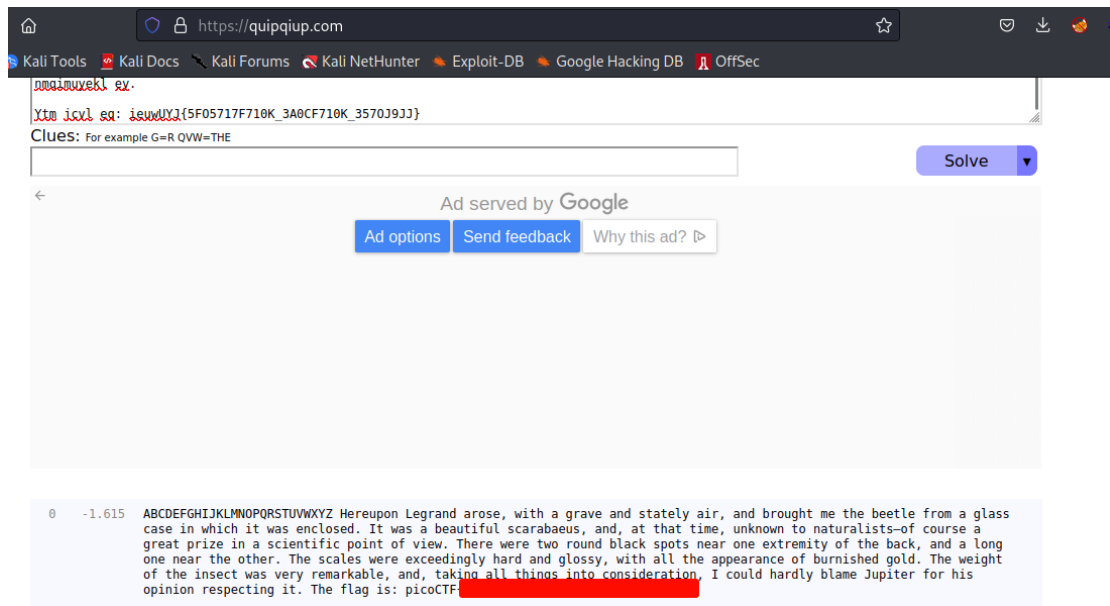 https://quipqiup.com
Kali Tools Kali Docs Kali Forums Kali NetHunter Exploit-DB Google Hacking DB OffSec
nmqimuyekl ey.
Ytm jcvl eq: ieuwUYJ{5FO5717F710K_3A0CF710K_357OJ9JJ}
Clues: For example G=R QVW=THE
Solve
Ad served by Google
Ad options Send feedback Why this ad?
0 -1.615 ABCDEFGHIJKLMNOPQRSTUVWXYZ Hereupon Legrand arose, with a grave and stately air, and brought me the beetle from a glass
case in which it was enclosed. It was a beautiful scarabaeus, and, at that time, unknown to naturalists—of course a
great prize in a scientific point of view. There were two round black spots near one extremity of the back, and a long
one near the other. The scales were exceedingly hard and glossy, with all the appearance of burnished gold. The weight
of the insect was very remarkable, and, taking all things into consideration, I could hardly blame Jupiter for his
opinion respecting it. The flag is: picoCTF